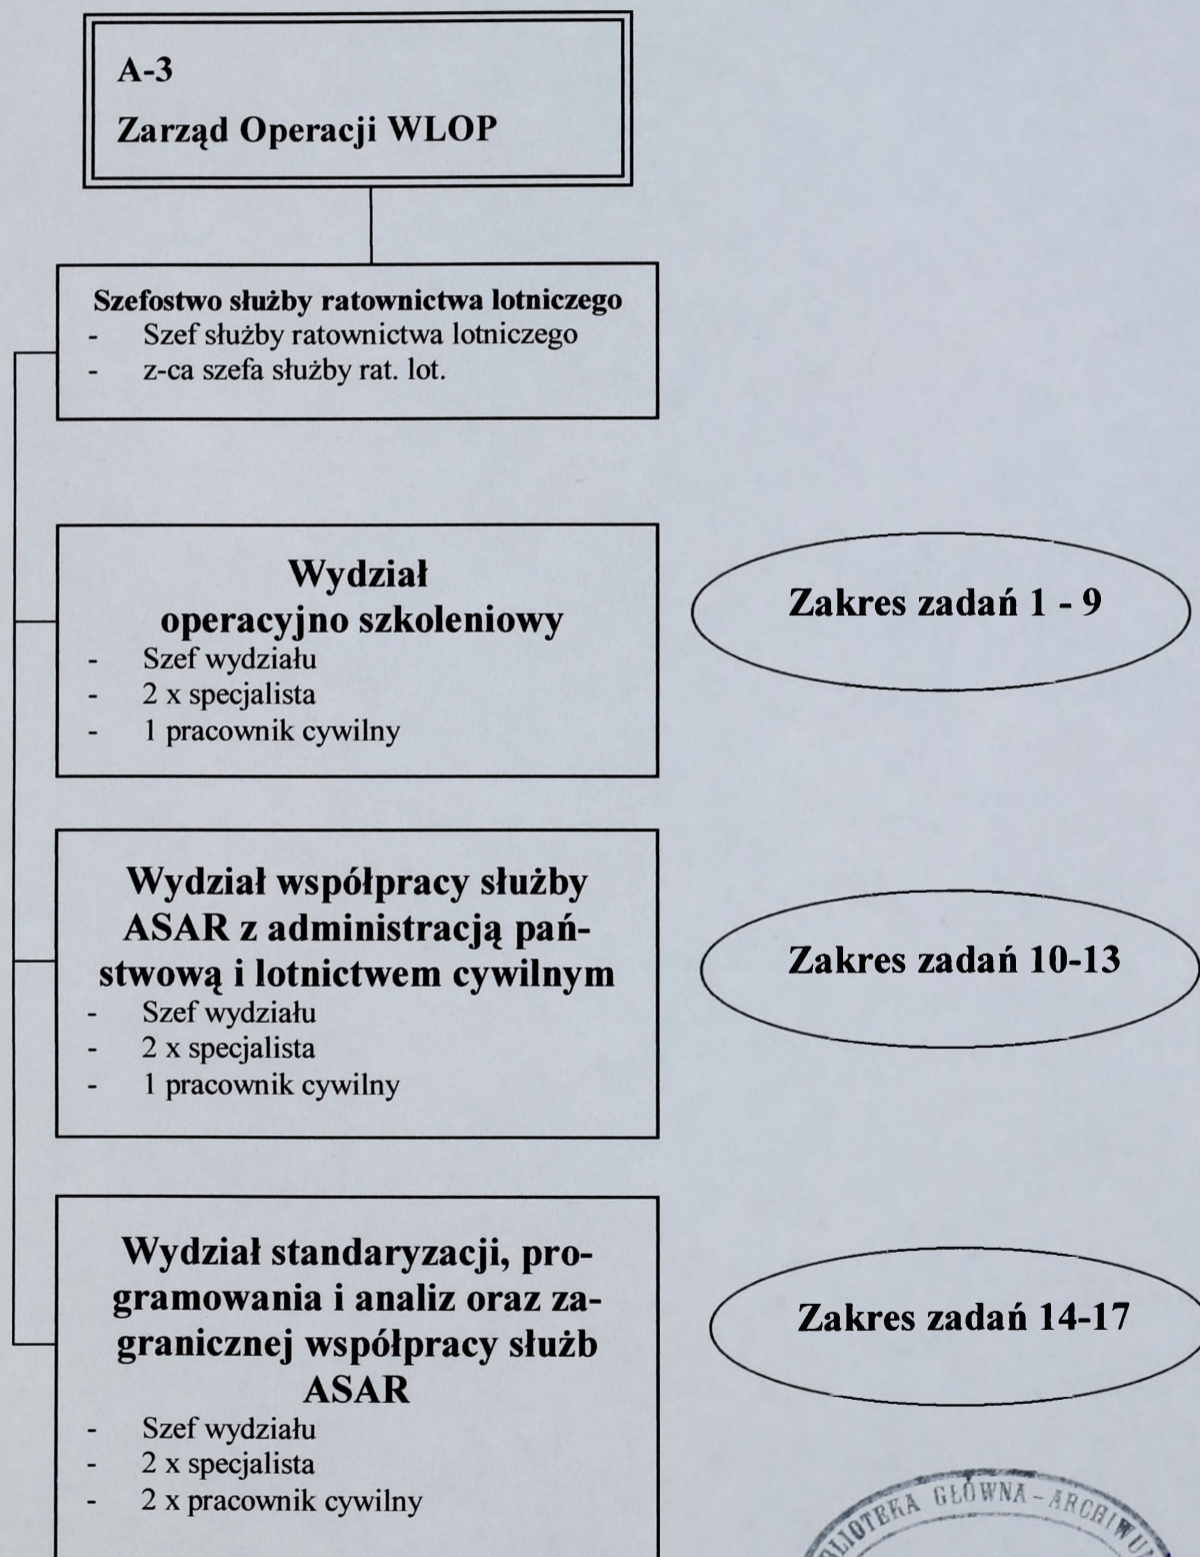 A-3
Zarząd Operacji WLOP
Szefostwo służby ratownictwa lotniczego
- Szef służby ratownictwa lotniczego
- z-ca szefa służby rat. lot.
Wydział
operacyjno szkoleniowy
- Szef wydziału
- 2 x specjalista
- 1 pracownik cywilny
Zakres zadań 1 - 9
Wydział współpracy służby
ASAR z administracją pań-
stwową i lotnictwem cywilnym
- Szef wydziału
- 2 x specjalista
- 1 pracownik cywilny
Zakres zadań 10-13
Wydział standaryzacji, pro-
gramowania i analiz oraz za-
granicznej współpracy służb
ASAR
- Szef wydziału
- 2 x specjalista
- 2 x pracownik cywilny
Zakres zadań 14-17
GŁÓWNA -